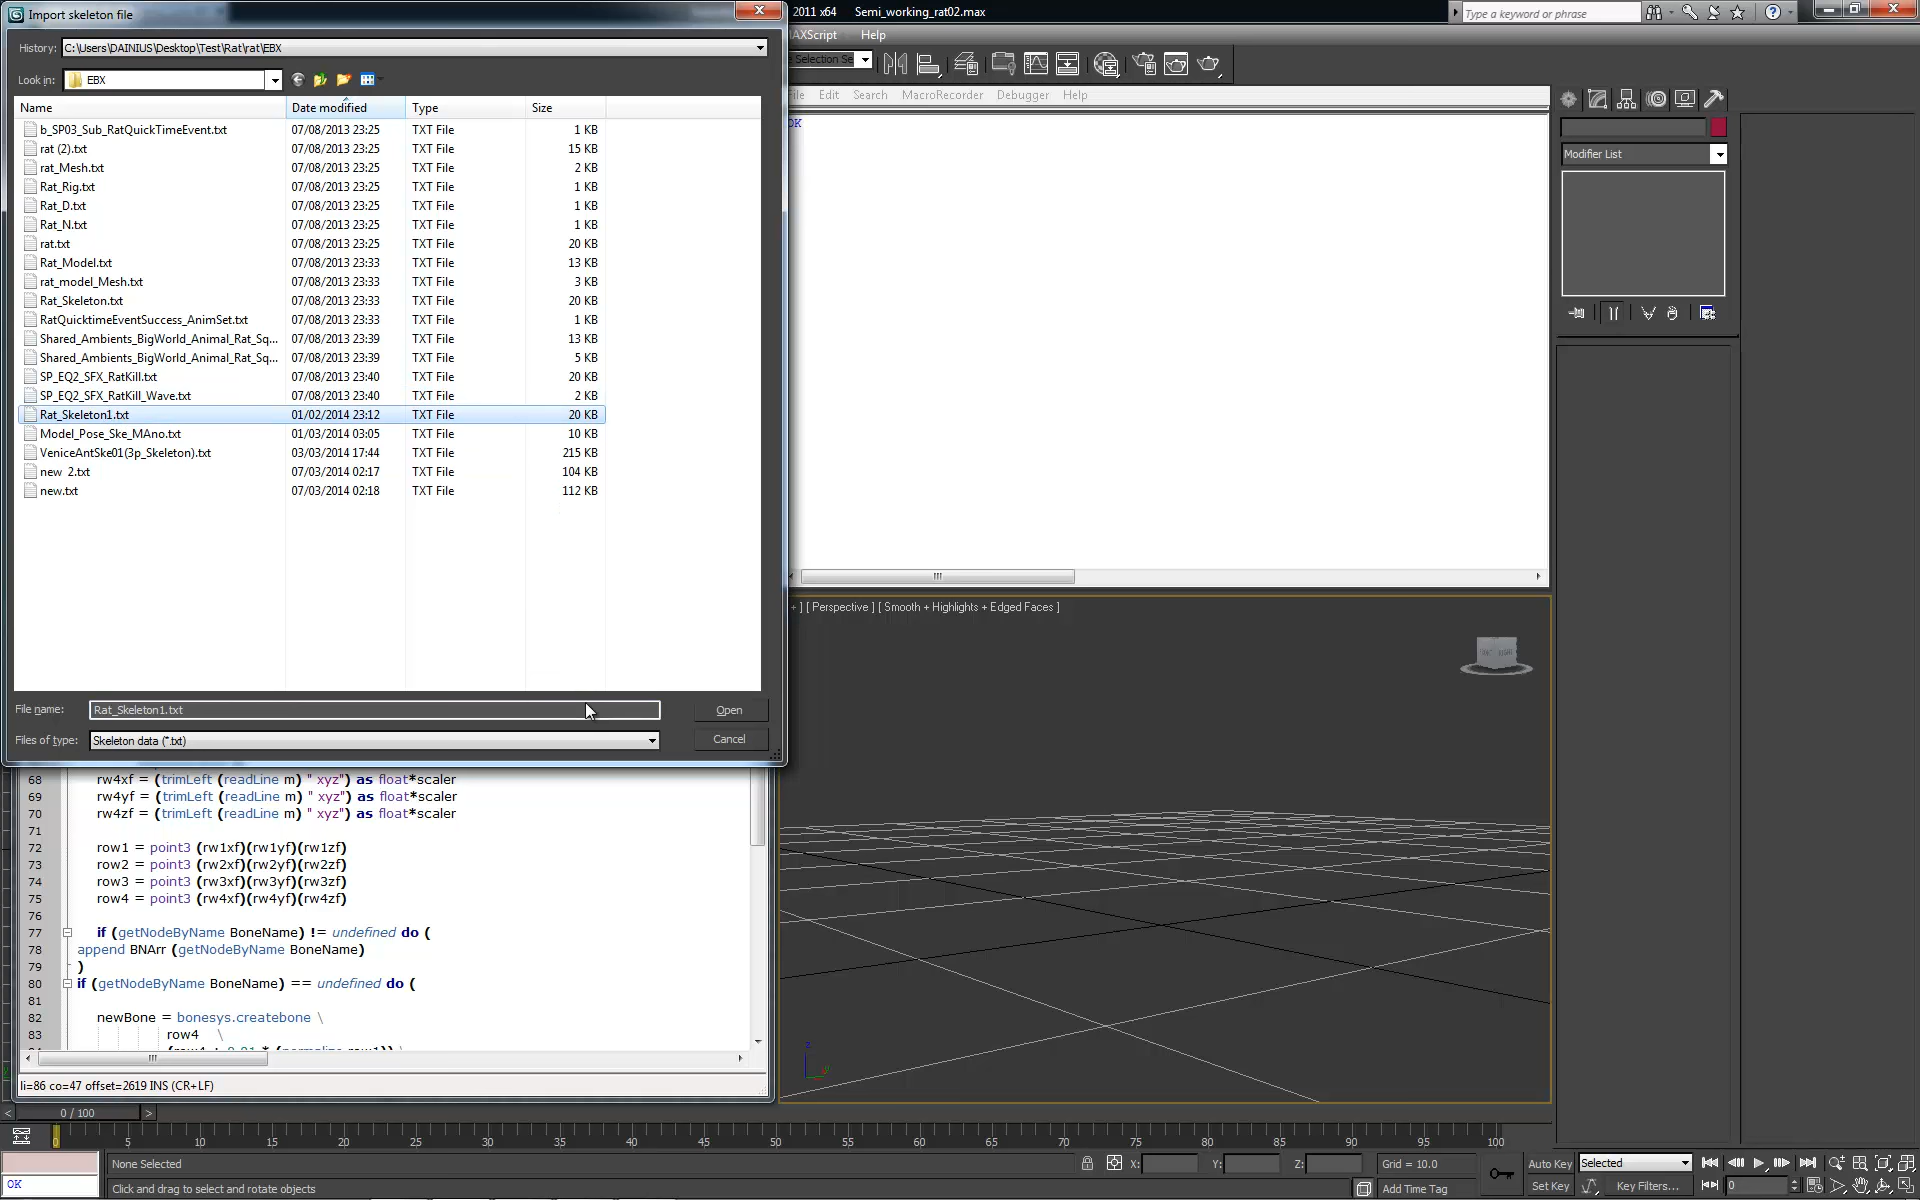 Import skeleton file
2011 x64 Semi_working_rat02.max
Type a keyword or phrase
History: C:\Users\DAINIUS\Desktop\Test\Rat\rat\EBX
AXScript Help
Look in: EBX
Selection Se
Edit Search MacroRecorder Debugger Help
Name Date modified Type Size
OK
b_SP03_Sub_RatQuickTimeEvent.txt 07/08/2013 23:25 TXT File 1 KB
rat (2).txt 07/08/2013 23:25 TXT File 15 KB
rat_Mesh.txt 07/08/2013 23:25 TXT File 2 KB
Rat_Rig.txt 07/08/2013 23:25 TXT File 1 KB
Rat_D.txt 07/08/2013 23:25 TXT File 1 KB
Rat_N.txt 07/08/2013 23:25 TXT File 1 KB
rat.txt 07/08/2013 23:25 TXT File 20 KB
Rat_Model.txt 07/08/2013 23:33 TXT File 13 KB
rat_model_Mesh.txt 07/08/2013 23:33 TXT File 3 KB
Rat_Skeleton.txt 07/08/2013 23:33 TXT File 20 KB
RatQuicktimeEventSuccess_AnimSet.txt 07/08/2013 23:33 TXT File 1 KB
Shared_Ambients_BigWorld_Animal_Rat_Sq... 07/08/2013 23:39 TXT File 13 KB
Shared_Ambients_BigWorld_Animal_Rat_Sq... 07/08/2013 23:39 TXT File 5 KB
SP_EQ2_SFX_RatKill.txt 07/08/2013 23:40 TXT File 20 KB
SP_EQ2_SFX_RatKill_Wave.txt 07/08/2013 23:40 TXT File 2 KB
Rat_Skeleton1.txt 01/02/2014 23:12 TXT File 20 KB
Model_Pose_Ske_MAno.txt 01/03/2014 03:05 TXT File 10 KB
VeniceAntSke01(3p_Skeleton).txt 03/03/2014 17:44 TXT File 215 KB
new 2.txt 07/03/2014 02:17 TXT File 104 KB
new.txt 07/03/2014 02:18 TXT File 112 KB
Modifier List
+ ] [ Perspective ] [ Smooth + Highlights + Edged Faces ]
File name: Rat_Skeleton1.txt Open
Files of type: Skeleton data (*.txt) Cancel
68 rw4xf = (trimLeft (readLine m) " xyz") as float*scaler
69 rw4yf = (trimLeft (readLine m) " xyz") as float*scaler
70 rw4zf = (trimLeft (readLine m) " xyz") as float*scaler
71
72 row1 = point3 (rw1xf)(rw1yf)(rw1zf)
73 row2 = point3 (rw2xf)(rw2yf)(rw2zf)
74 row3 = point3 (rw3xf)(rw3yf)(rw3zf)
75 row4 = point3 (rw4xf)(rw4yf)(rw4zf)
76
77 if (getNodeByName BoneName) != undefined do (
78 append BNArr (getNodeByName BoneName)
79 )
80 if (getNodeByName BoneName) == undefined do (
81
82 newBone = bonesys.createbone \
83 row4 \
li=86 co=47 offset=2619 INS (CR+LF)
< 0 / 100 >
0 5 10 15 20 25 30 35 40 45 50 55 60 65 70 75 80 85 90 95 100
None Selected X: Y: Z: Grid = 10.0 Auto Key Selected
OK Click and drag to select and rotate objects Add Time Tag Set Key Key Filters... 0